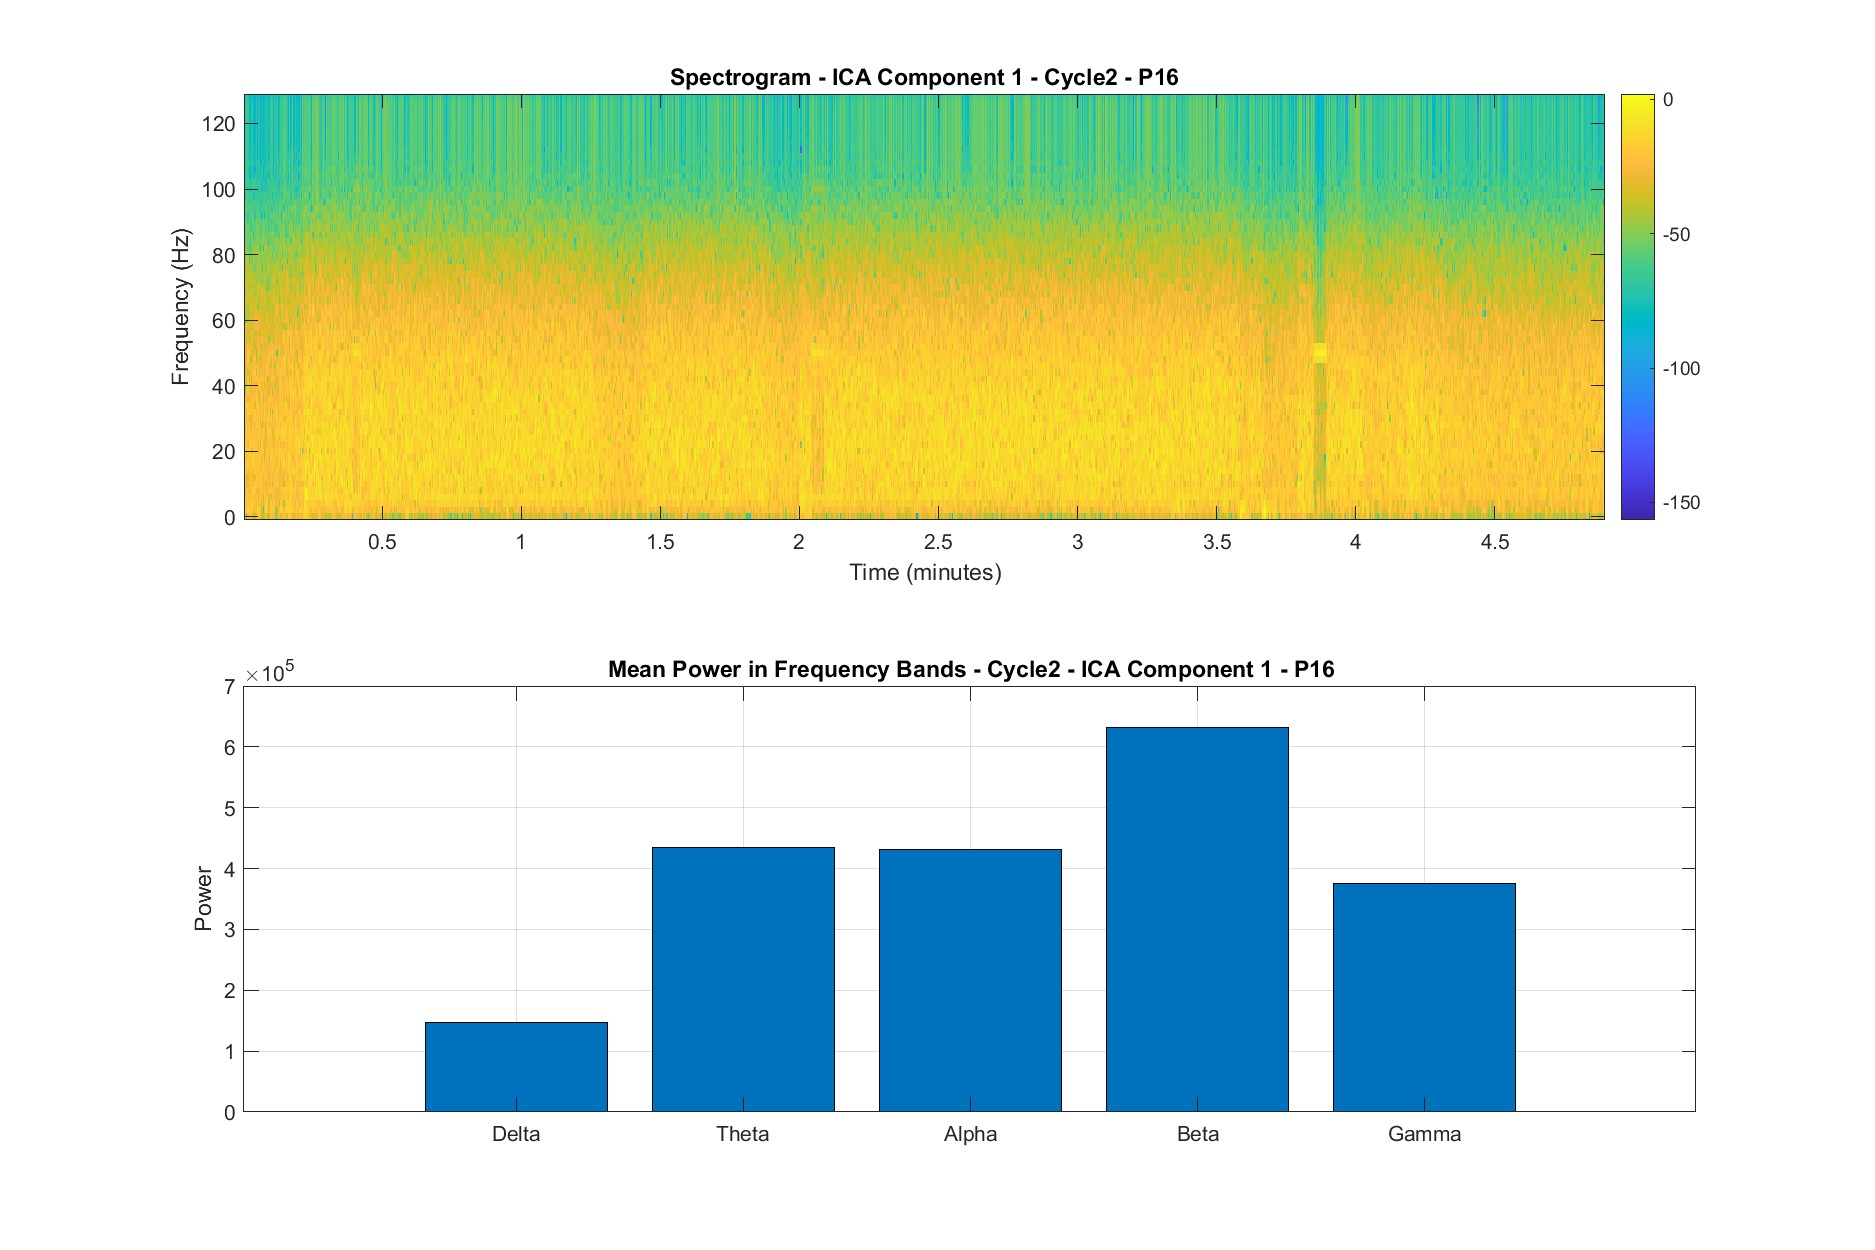 Spectrogram - ICA Component 1 - Cycle2 - P16
120
100
80
60
40
20
0
Frequency (Hz)
0.5 1 1.5 2 2.5 3 3.5 4 4.5
Time (minutes)
0
-50
-100
-150
Mean Power in Frequency Bands - Cycle2 - ICA Component 1 - P16
×10⁵
7
6
5
4
3
2
1
0
Power
Delta Theta Alpha Beta Gamma